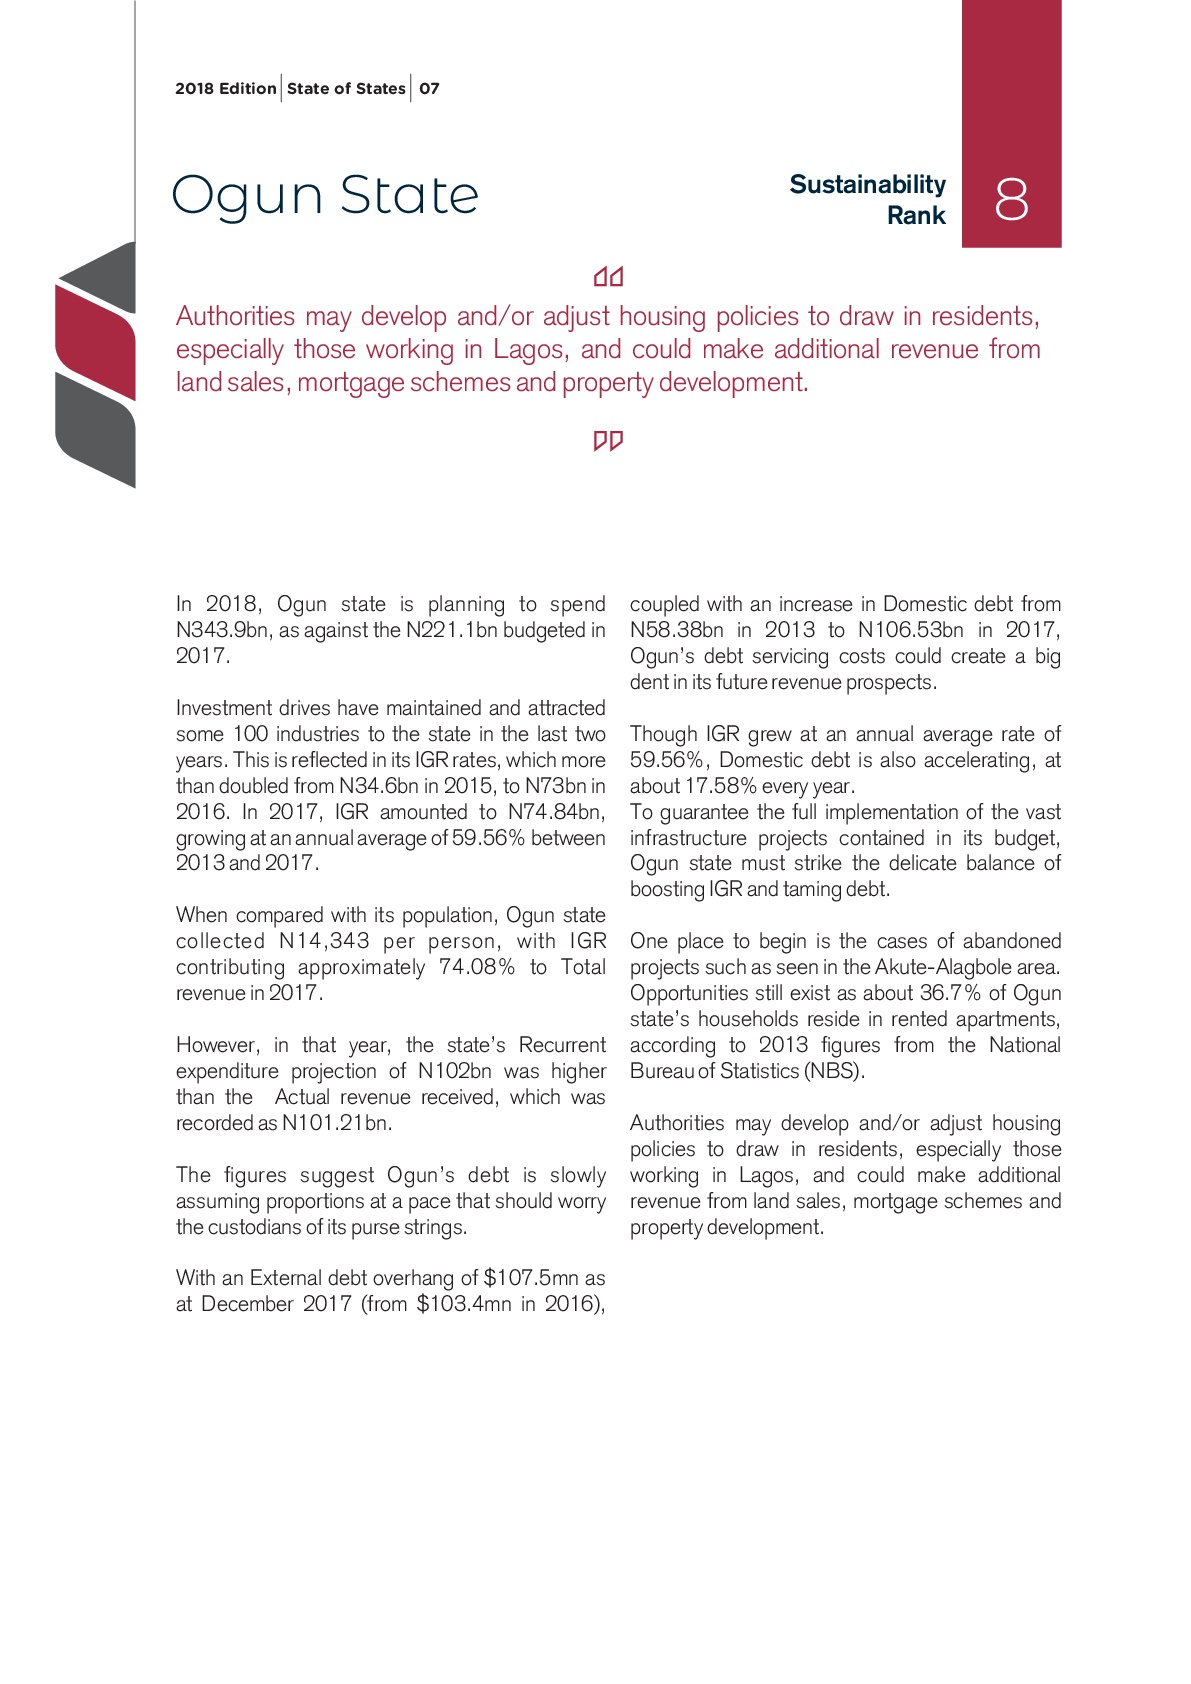 2018 Edition | State of States | 07
Ogun State
Sustainability
Rank
8
Authorities may develop and/or adjust housing policies to draw in residents,
especially those working in Lagos, and could make additional revenue from
land sales, mortgage schemes and property development.
In 2018, Ogun state is planning to spend
N343.9bn, as against the N221.1bn budgeted in
2017.
Investment drives have maintained and attracted
some 100 industries to the state in the last two
years. This is reflected in its IGR rates, which more
than doubled from N34.6bn in 2015, to N73bn in
2016. In 2017, IGR amounted to N74.84bn,
growing at an annual average of 59.56% between
2013 and 2017.
When compared with its population, Ogun state
collected N14,343 per person, with IGR
contributing approximately 74.08% to Total
revenue in 2017.
However, in that year, the state's Recurrent
expenditure projection of N102bn was higher
than the Actual revenue received, which was
recorded as N101.21bn.
The figures suggest Ogun's debt is slowly
assuming proportions at a pace that should worry
the custodians of its purse strings.
With an External debt overhang of $107.5mn as
at December 2017 (from $103.4mn in 2016),
coupled with an increase in Domestic debt from
N58.38bn in 2013 to N106.53bn in 2017,
Ogun's debt servicing costs could create a big
dent in its future revenue prospects.
Though IGR grew at an annual average rate of
59.56%, Domestic debt is also accelerating, at
about 17.58% every year.
To guarantee the full implementation of the vast
infrastructure projects contained in its budget,
Ogun state must strike the delicate balance of
boosting IGR and taming debt.
One place to begin is the cases of abandoned
projects such as seen in the Akute-Alagbole area.
Opportunities still exist as about 36.7% of Ogun
state's households reside in rented apartments,
according to 2013 figures from the National
Bureau of Statistics (NBS).
Authorities may develop and/or adjust housing
policies to draw in residents, especially those
working in Lagos, and could make additional
revenue from land sales, mortgage schemes and
property development.